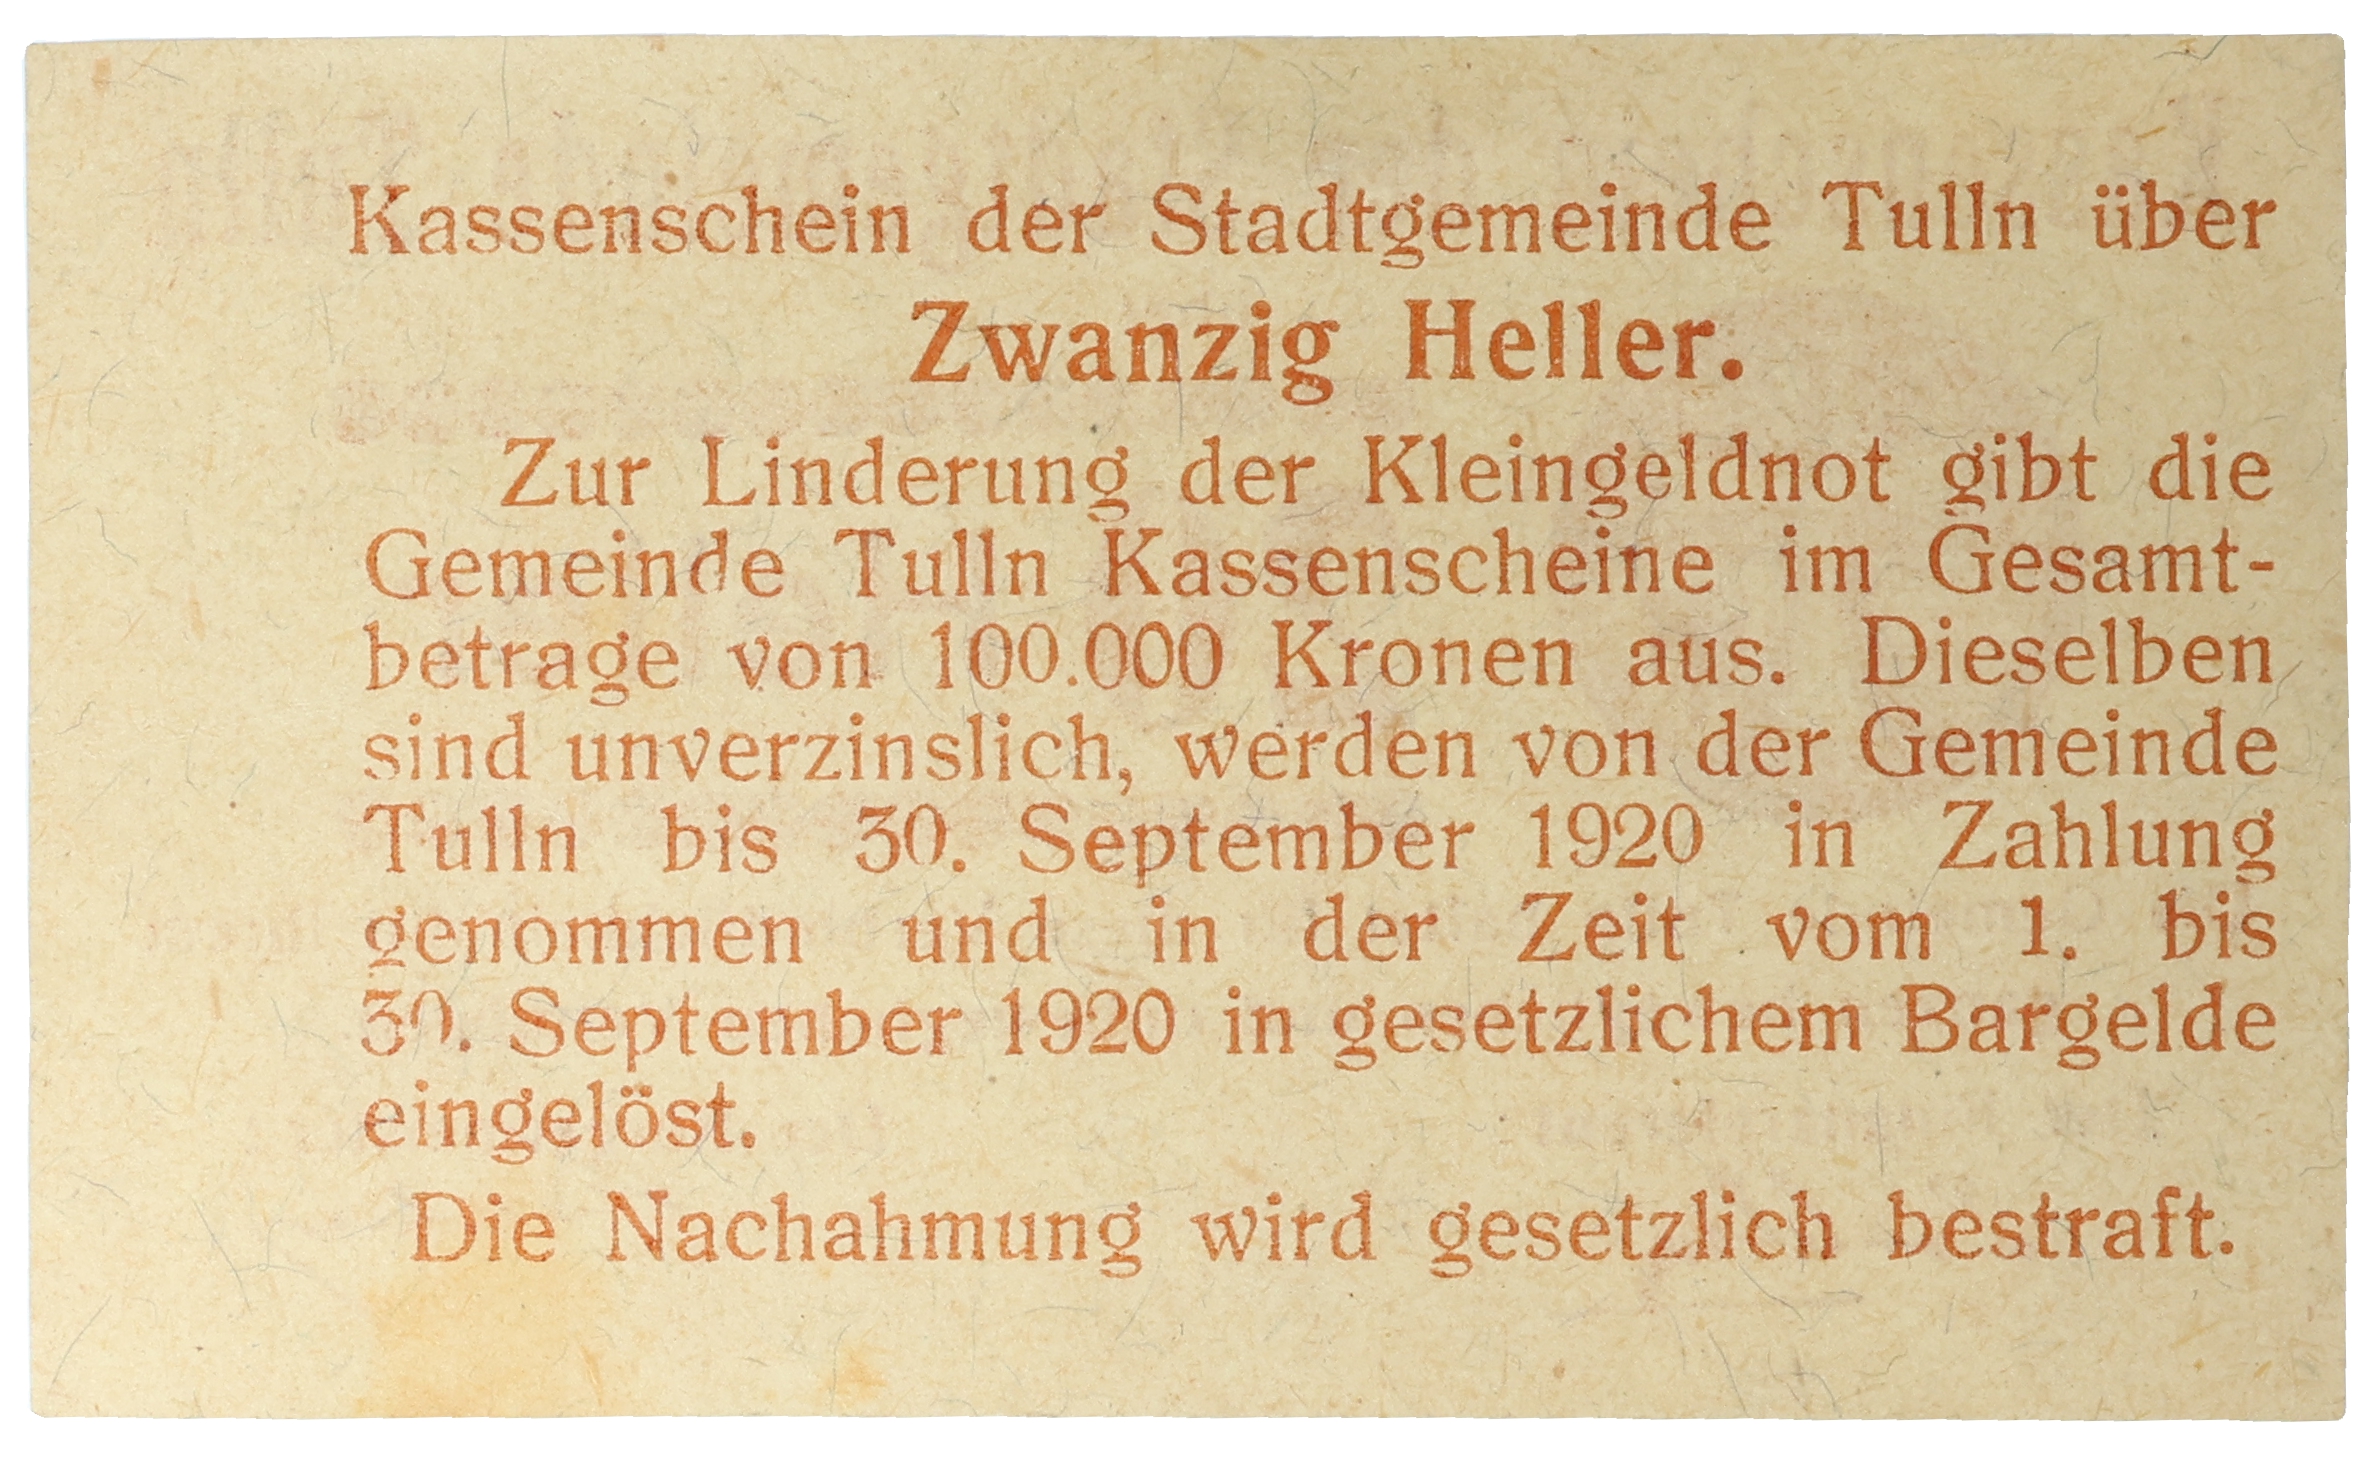 Kassenschein der Stadtgemeinde Tulln über
Zwanzig Heller.
Zur Linderung der Kleingeldnot gibt die
Gemeinde Tulln Kassenscheine im Gesamt-
betrage von 100.000 Kronen aus. Dieselben
sind unverzinslich, werden von der Gemeinde
Tulln bis 30. September 1920 in Zahlung
genommen und in der Zeit vom 1. bis
30. September 1920 in gesetzlichem Bargelde
eingelöst.
Die Nachahmung wird gesetzlich bestraft.